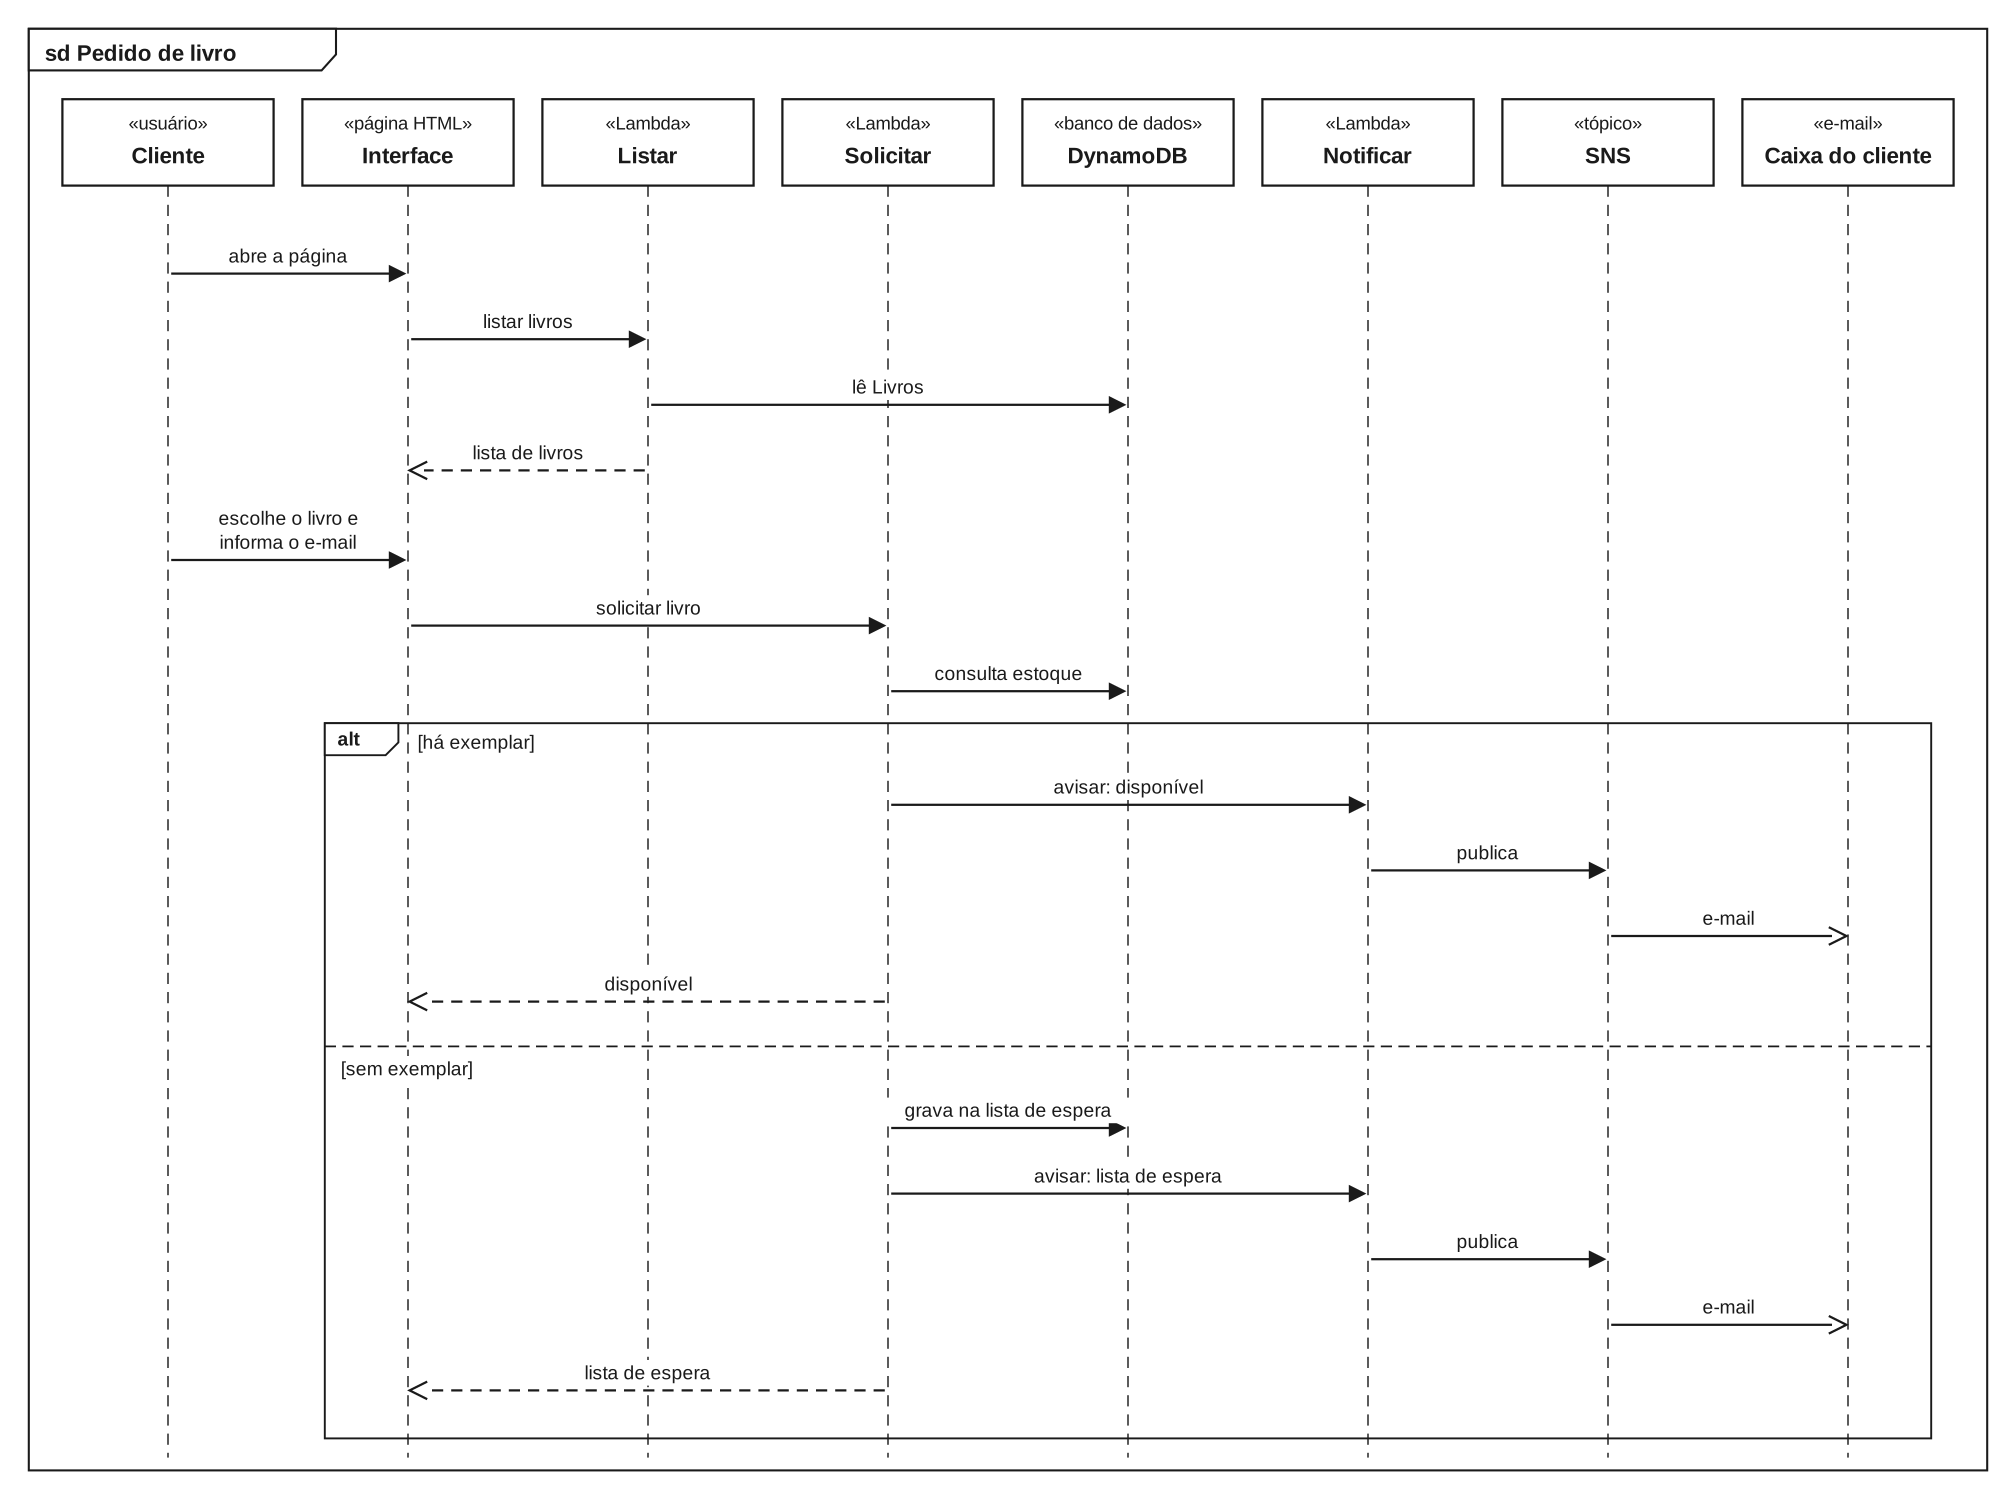 sd Pedido de livro
«usuário»
Cliente
«página HTML»
Interface
«Lambda»
Listar
«Lambda»
Solicitar
«banco de dados»
DynamoDB
«Lambda»
Notificar
«tópico»
SNS
«e-mail»
Caixa do cliente
abre a página
listar livros
lê Livros
lista de livros
escolhe o livro e
informa o e-mail
solicitar livro
consulta estoque
alt
[há exemplar]
avisar: disponível
publica
e-mail
disponível
[sem exemplar]
grava na lista de espera
avisar: lista de espera
publica
e-mail
lista de espera